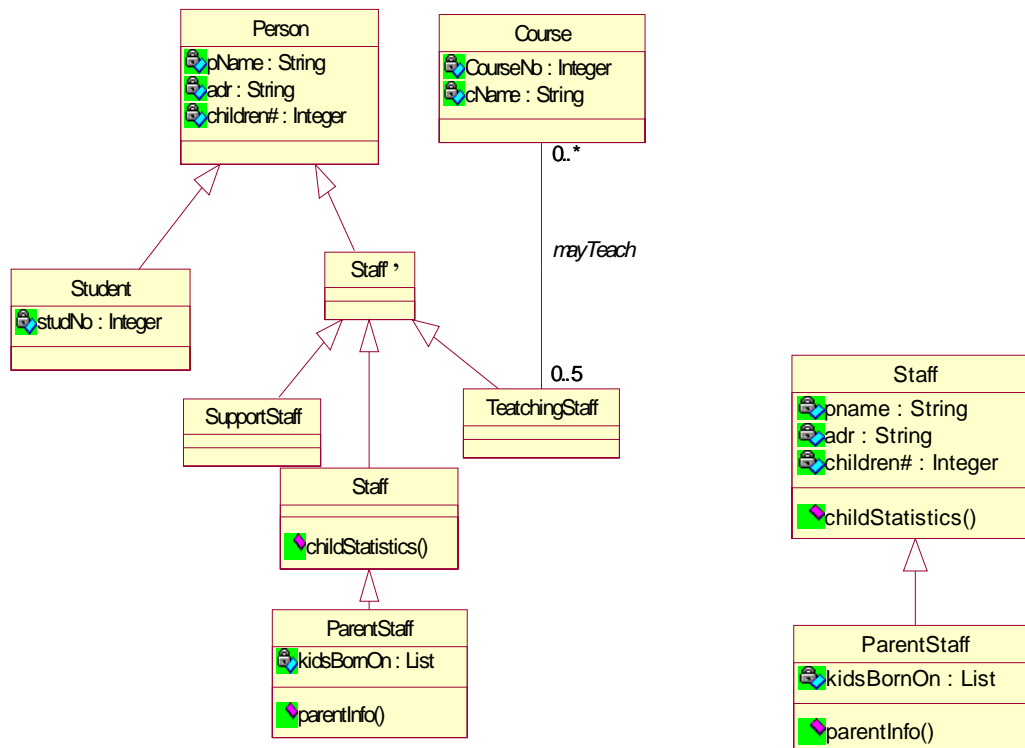 Person
pName : String
adr : String
children# : Integer
Course
CourseNo : Integer
cName : String
0..*
mayTeach
0..5
Student
studNo : Integer
Staff' ’
SupportStaff
TeatchingStaff
Staff
childStatistics()
ParentStaff
kidsBornOn : List
parentInfo()
Staff
pname : String
adr : String
children# : Integer
childStatistics()
ParentStaff
kidsBornOn : List
parentInfo()